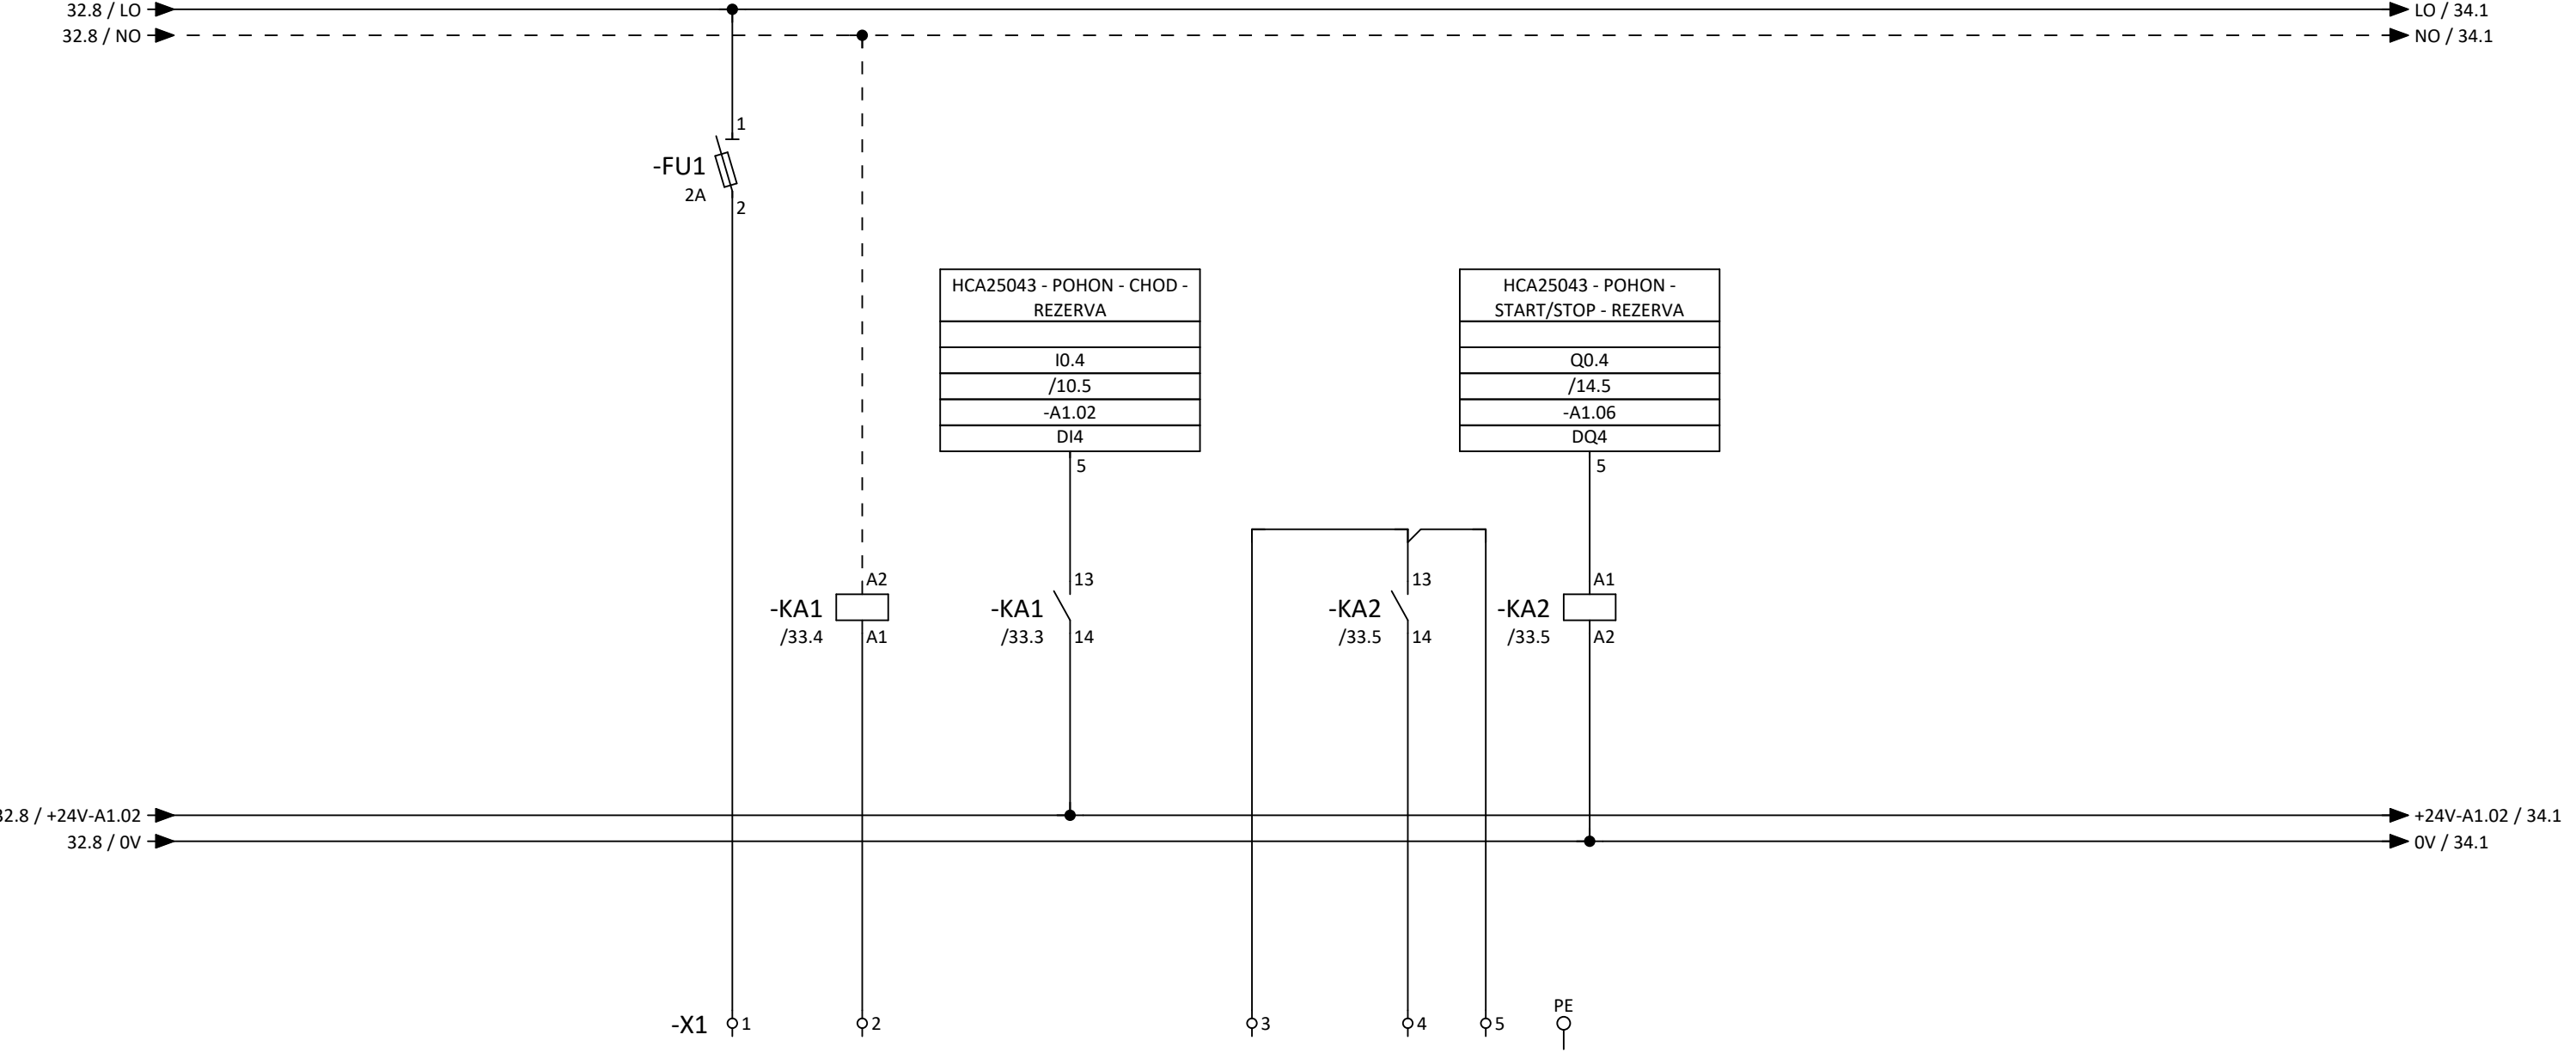 32.8 / LO
LO / 34.1
32.8 / NO
NO / 34.1
1
-FU1
2A
2
HCA25043 - POHON - CHOD -
REZERVA
I0.4
/10.5
-A1.02
DI4
5
HCA25043 - POHON -
START/STOP - REZERVA
Q0.4
/14.5
-A1.06
DQ4
5
A2
-KA1
/33.4
A1
13
-KA1
/33.3
14
13
-KA2
/33.5
14
A1
-KA2
/33.5
A2
32.8 / +24V-A1.02
+24V-A1.02 / 34.1
32.8 / 0V
0V / 34.1
-X1
1
2
3
4
5
PE